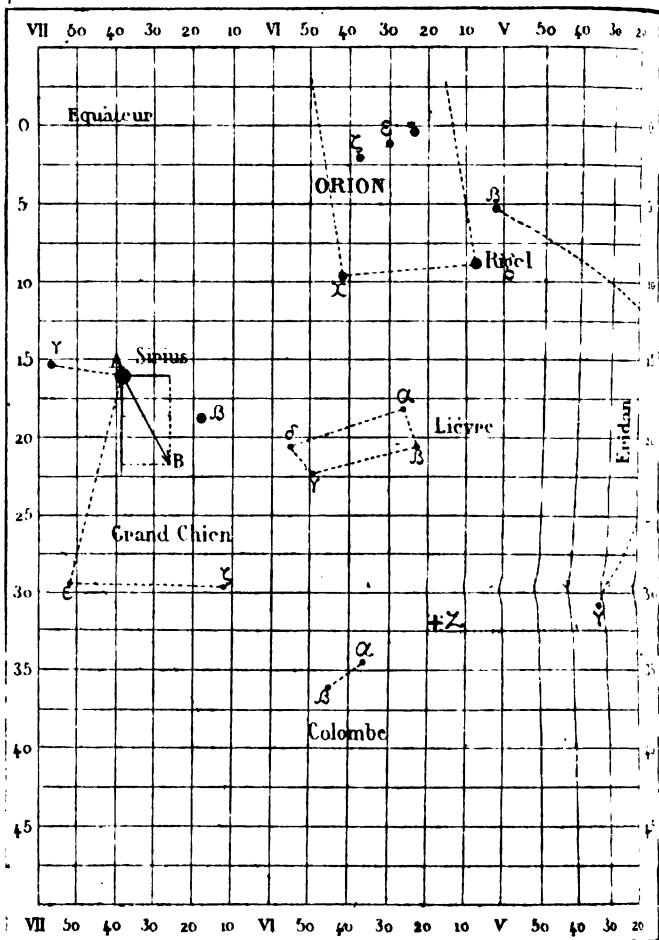 VII 50 40 30 20 10 VI 50 40 30 20 10 V 50 40 30 20
Equateur
0
ε
ζ
ORION
5
β
Rigel
10
χ
ρ
15
γ
A
Sirius
α
β
Lièvre
20
δ
β
B
γ
Eridan
25
Grand Chien
30
ε
ζ
γ
+Z
α
35
β
Colombe
40
45
VII 50 40 30 20 10 VI 50 40 30 20 10 V 50 40 30 20